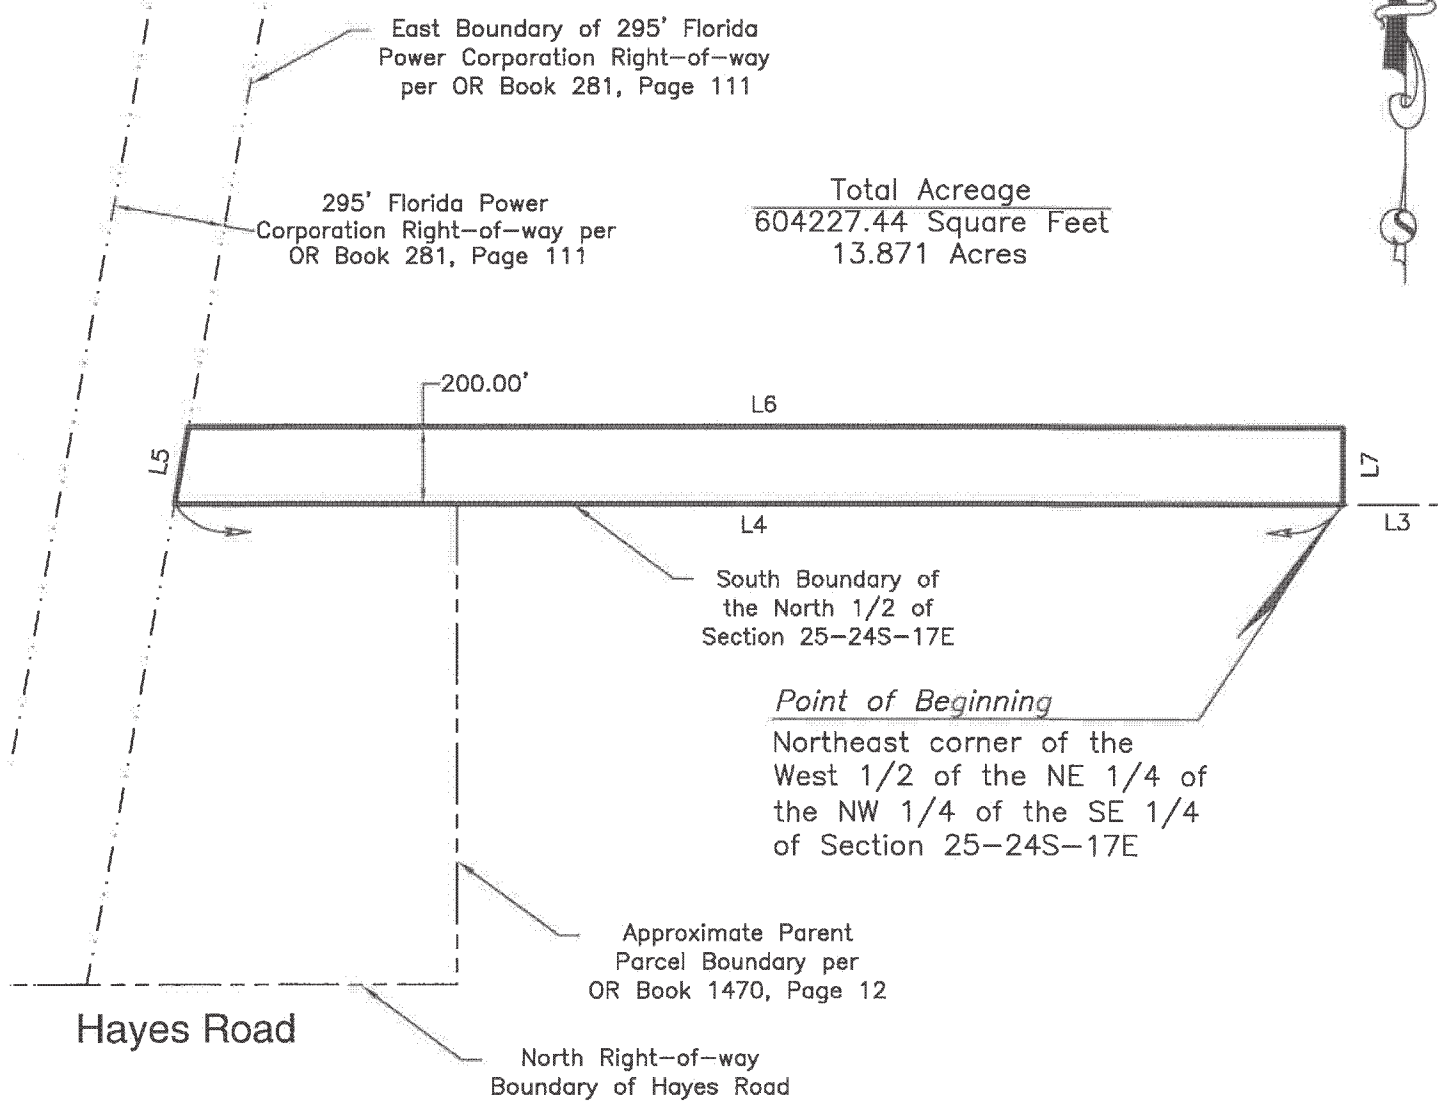 East Boundary of 295' Florida
Power Corporation Right-of-way
per OR Book 281, Page 111
295' Florida Power
Corporation Right-of-way per
OR Book 281, Page 111
Total Acreage
604227.44 Square Feet
13.871 Acres
200.00'
L6
L5
L7
L4
L3
South Boundary of
the North 1/2 of
Section 25-24S-17E
Point of Beginning
Northeast corner of the
West 1/2 of the NE 1/4 of
the NW 1/4 of the SE 1/4
of Section 25-24S-17E
Approximate Parent
Parcel Boundary per
OR Book 1470, Page 12
Hayes Road
North Right-of-way
Boundary of Hayes Road